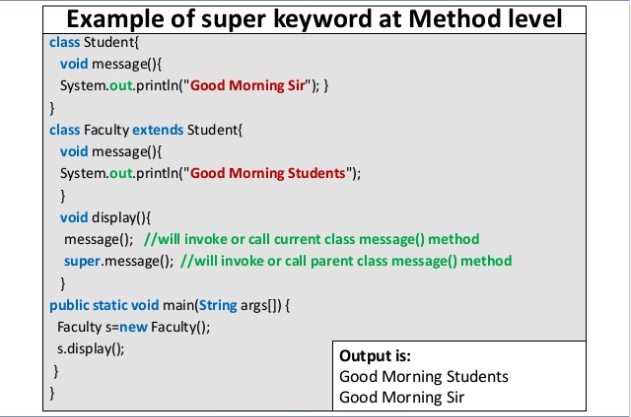 Example of super keyword at Method level
class Student{
void message(){
System.out.println("Good Morning Sir"); }
}
class Faculty extends Student{
void message(){
System.out.println("Good Morning Students");
}
void display(){
message(); //will invoke or call current class message() method
super.message(); //will invoke or call parent class message() method
}
public static void main(String args[]) {
Faculty s=new Faculty();
s.display();
}
}
Output is:
Good Morning Students
Good Morning Sir